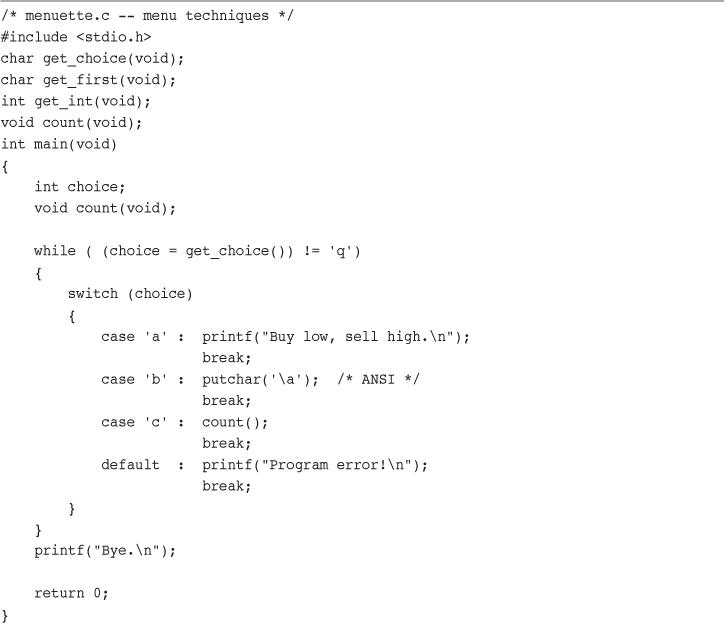 /* menuette.c -- menu techniques */
#include <stdio.h>
char get_choice(void);
char get_first(void);
int get_int(void);
void count(void);
int main(void)
{
    int choice;
    void count(void);

    while ( (choice = get_choice()) != 'q')
    {
        switch (choice)
        {
            case 'a' :  printf("Buy low, sell high.\n");
                        break;
            case 'b' :  putchar('\a');  /* ANSI */
                        break;
            case 'c' :  count();
                        break;
            default  :  printf("Program error!\n");
                        break;
        }
    }
    printf("Bye.\n");

    return 0;
}